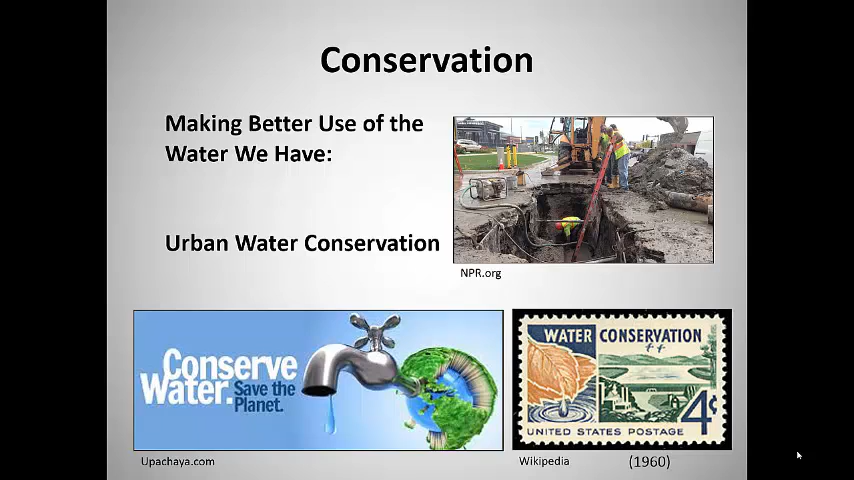 Conservation
Making Better Use of the
Water We Have:
Urban Water Conservation
NPR.org
Conserve
Water. Save the
Planet.
Upachaya.com
WATER CONSERVATION
4¢
UNITED STATES POSTAGE
Wikipedia
(1960)